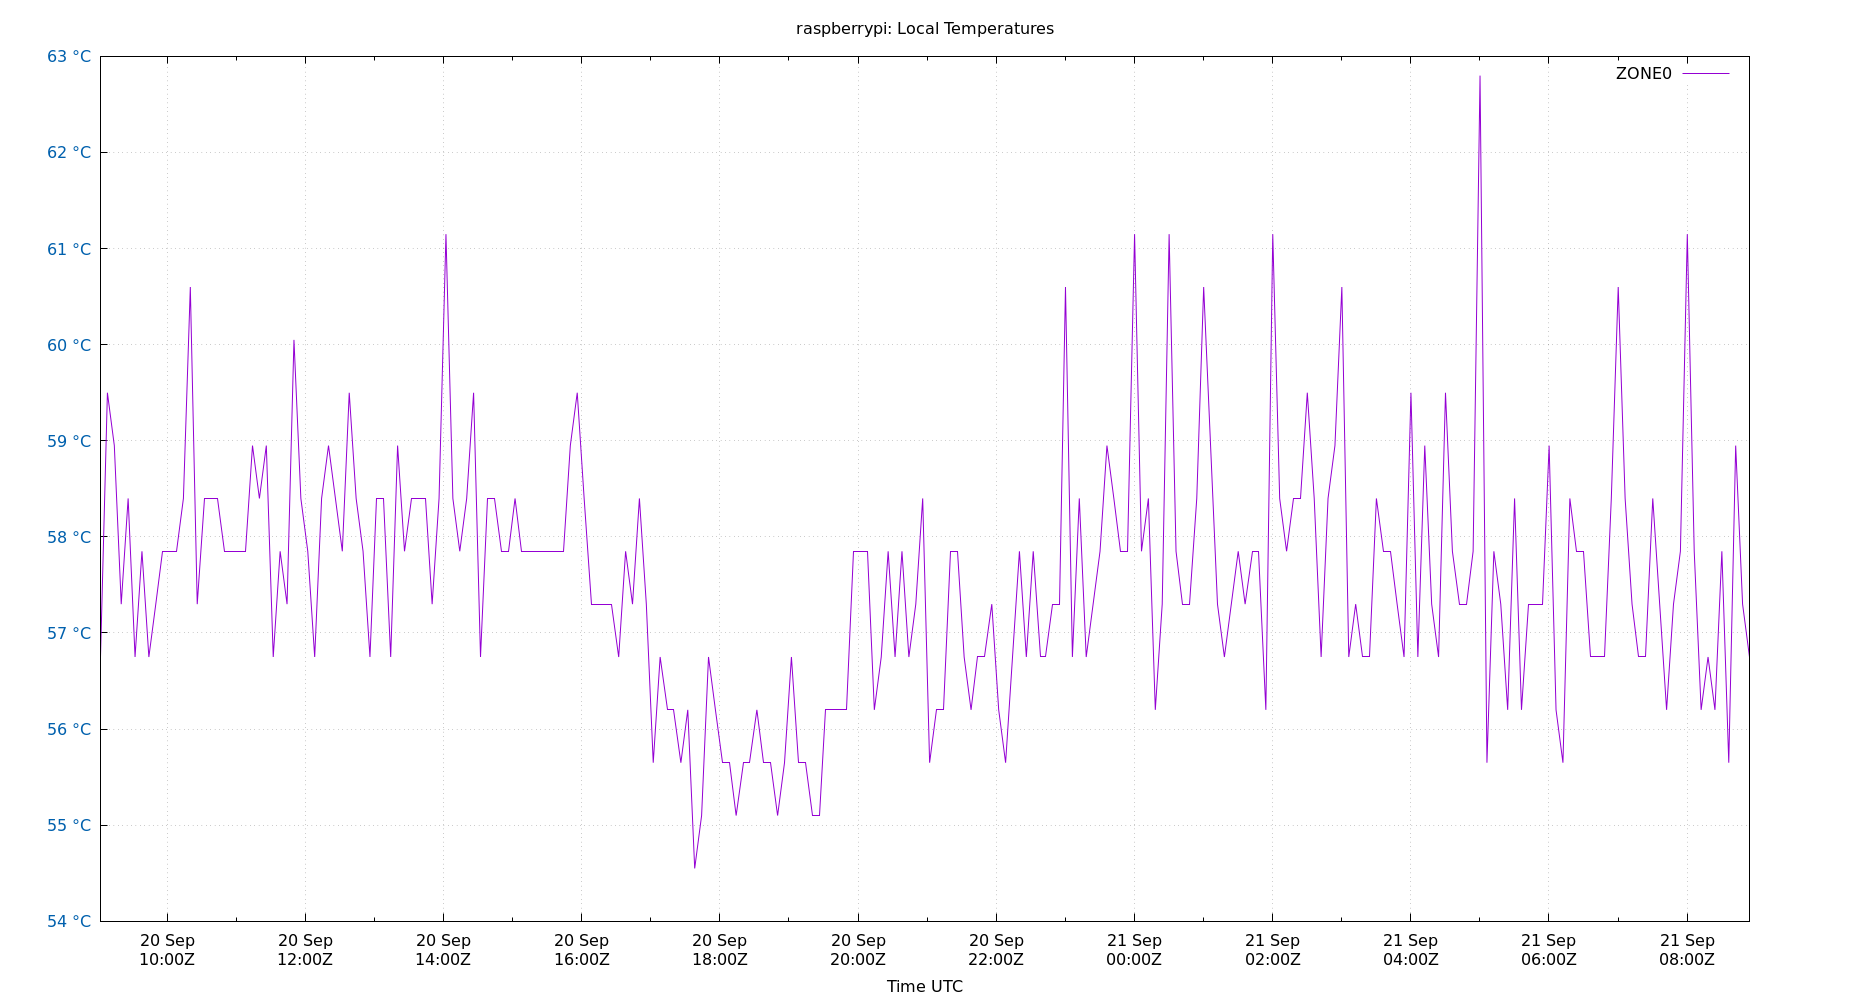 raspberrypi: Local Temperatures
63 °C
ZONE0
62 °C
61 °C
60 °C
59 °C
58 °C
57 °C
56 °C
55 °C
54 °C
20 Sep 20 Sep 20 Sep 20 Sep 20 Sep 20 Sep 20 Sep 21 Sep 21 Sep 21 Sep 21 Sep 21 Sep
10:00Z 12:00Z 14:00Z 16:00Z 18:00Z 20:00Z 22:00Z 00:00Z 02:00Z 04:00Z 06:00Z 08:00Z
Time UTC